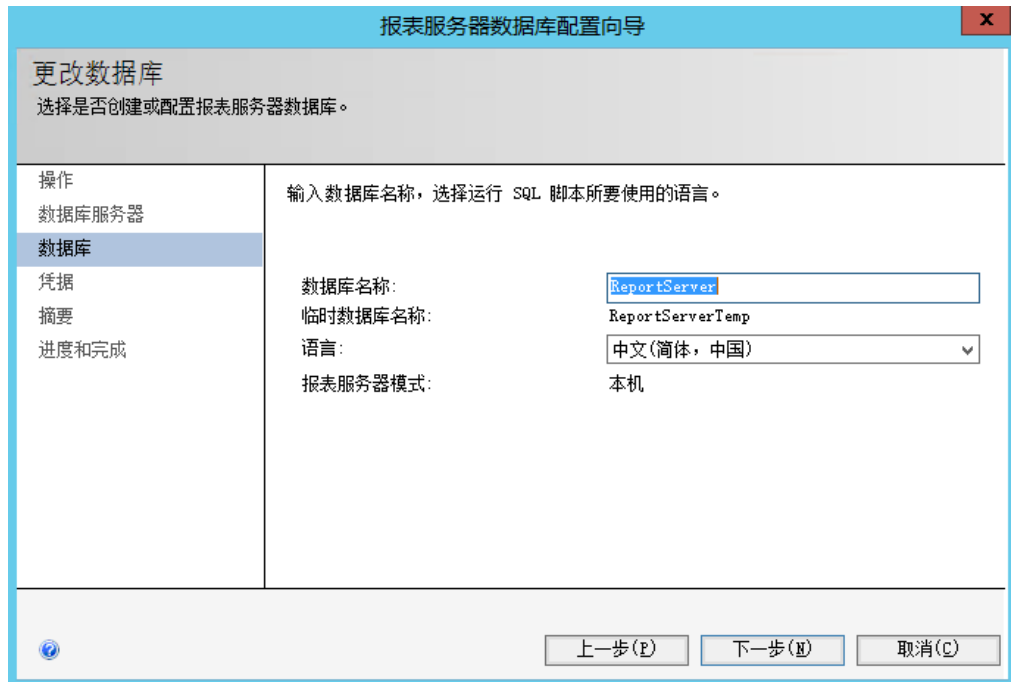 报表服务器数据库配置向导
x
更改数据库
选择是否创建或配置报表服务器数据库。
操作
数据库服务器
数据库
凭据
摘要
进度和完成
输入数据库名称，选择运行 SQL 脚本所要使用的语言。
数据库名称: ReportServer
临时数据库名称: ReportServerTemp
语言: 中文(简体，中国)
报表服务器模式: 本机
?
上一步(P) 下一步(N) 取消(C)